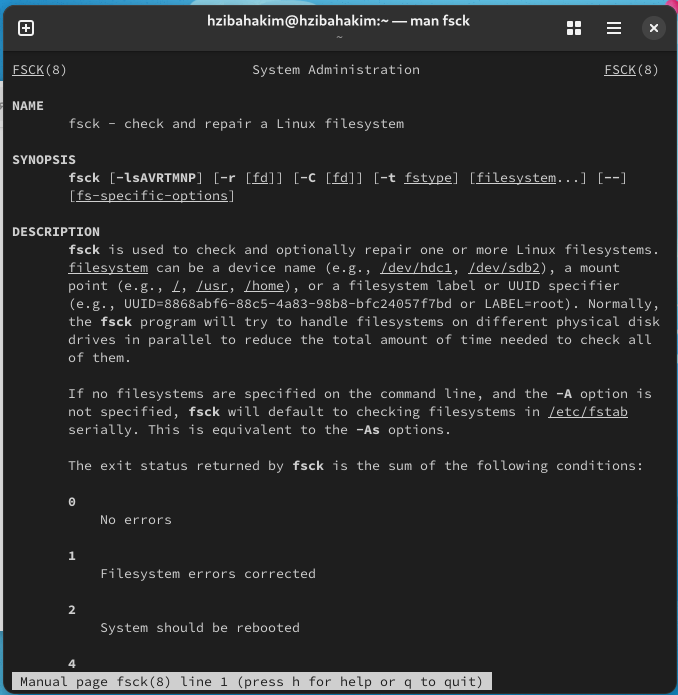 hzibahakim@hzibahakim:~ — man fsck
~
FSCK(8) System Administration FSCK(8)
NAME
fsck - check and repair a Linux filesystem
SYNOPSIS
fsck [-lsAVRTMNP] [-r [fd]] [-C [fd]] [-t fstype] [filesystem...] [--]
[fs-specific-options]
DESCRIPTION
fsck is used to check and optionally repair one or more Linux filesystems.
filesystem can be a device name (e.g., /dev/hdc1, /dev/sdb2), a mount
point (e.g., /, /usr, /home), or a filesystem label or UUID specifier
(e.g., UUID=8868abf6-88c5-4a83-98b8-bfc24057f7bd or LABEL=root). Normally,
the fsck program will try to handle filesystems on different physical disk
drives in parallel to reduce the total amount of time needed to check all
of them.
If no filesystems are specified on the command line, and the -A option is
not specified, fsck will default to checking filesystems in /etc/fstab
serially. This is equivalent to the -As options.
The exit status returned by fsck is the sum of the following conditions:
0
No errors
1
Filesystem errors corrected
2
System should be rebooted
4
Manual page fsck(8) line 1 (press h for help or q to quit)